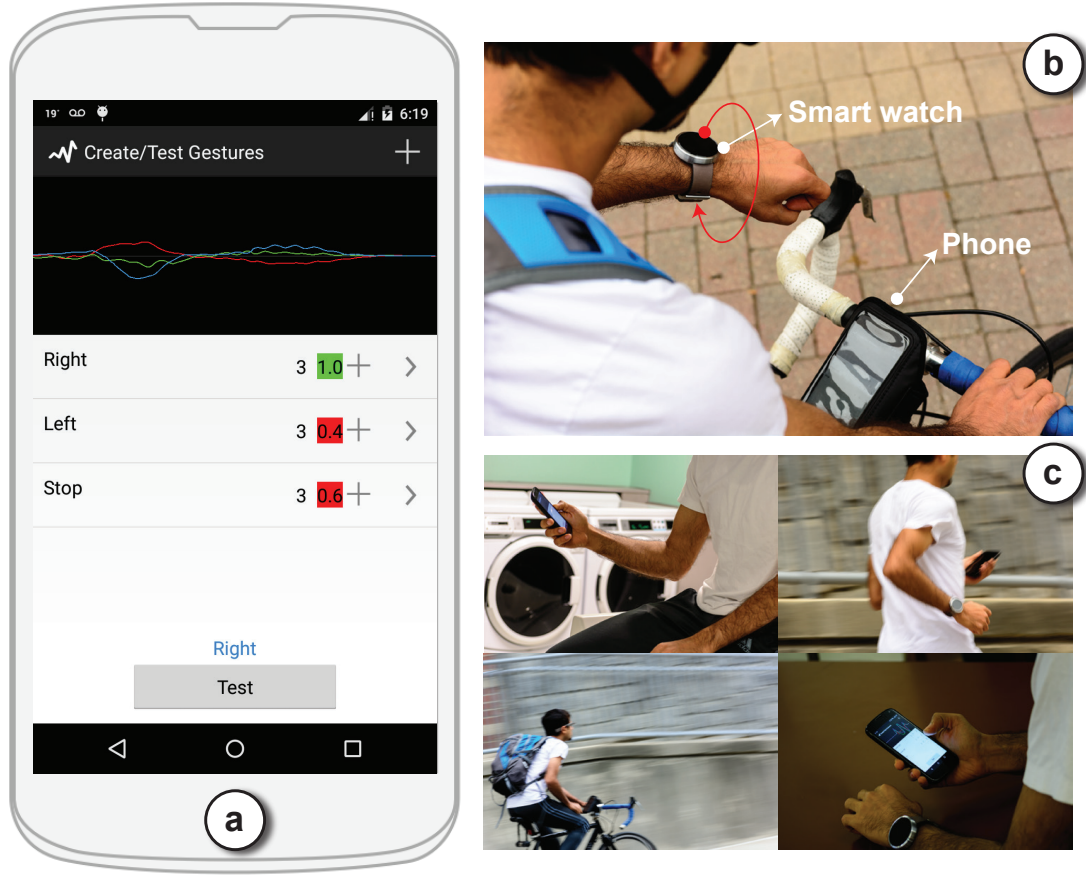 19° 
6:19
Create/Test Gestures
Right 3 1.0
Left 3 0.4
Stop 3 0.6
Right
Test
a
b
Smart watch
Phone
c